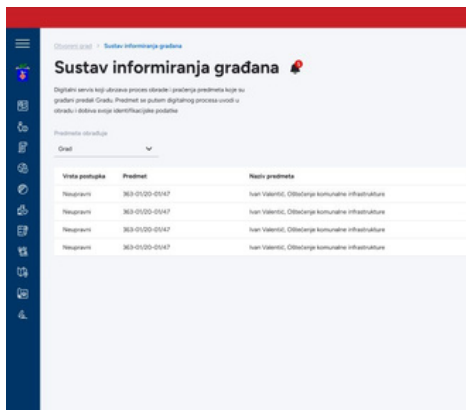 Otvoreni grad > Sustav informiranja građana
Sustav informiranja građana
Digitalni servis koji ubrzava proces obrade i praćenja predmeta koje su
građani predali Gradu. Predmet se putem digitalnog procesa uvodi u
obradu i dobiva svoje identifikacijske podatke
Predmete obrađuje
Grad
Vrsta postupka Predmet Naziv predmeta
Neupravni 363-01/20-01/47 Ivan Valentić, Oštećenje komunalne infrastrukture
Neupravni 363-01/20-01/47 Ivan Valentić, Oštećenje komunalne infrastrukture
Neupravni 363-01/20-01/47 Ivan Valentić, Oštećenje komunalne infrastrukture
Neupravni 363-01/20-01/47 Ivan Valentić, Oštećenje komunalne infrastrukture